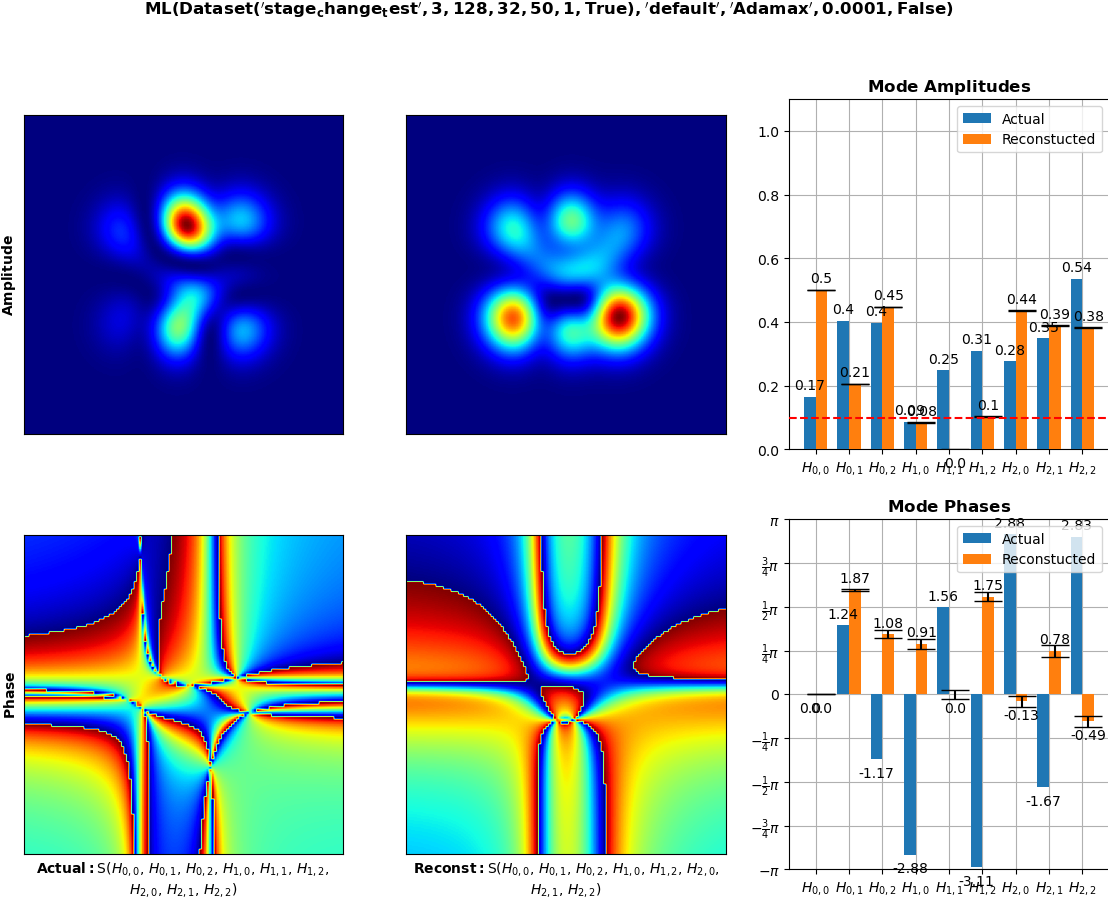 ML(Dataset('stage_change_test', 3, 128, 32, 50, 1, True), 'default', 'Adamax', 0.0001, False)
Amplitude
Mode Amplitudes
Actual
Reconstucted
1.0
0.8
0.6
0.4
0.2
0.0
0.17
0.5
0.4
0.21
0.4
0.45
0.09
0.08
0.25
0.0
0.31
0.1
0.28
0.44
0.35
0.39
0.54
0.38
H0,0 H0,1 H0,2 H1,0 H1,1 H1,2 H2,0 H2,1 H2,2
Phase
Actual: S(H0,0, H0,1, H0,2, H1,0, H1,1, H1,2,
H2,0, H2,1, H2,2)
Reconst: S(H0,0, H0,1, H0,2, H1,0, H1,2, H2,0,
H2,1, H2,2)
Mode Phases
Actual
Reconstucted
π
3/4π
1/2π
1/4π
0
−1/4π
−1/2π
−3/4π
−π
0.0
0.0
1.24
1.87
-1.17
1.08
-2.88
0.91
1.56
0.0
-3.11
1.75
2.88
-0.13
-1.67
0.78
2.83
-0.49
H0,0 H0,1 H0,2 H1,0 H1,1 H1,2 H2,0 H2,1 H2,2